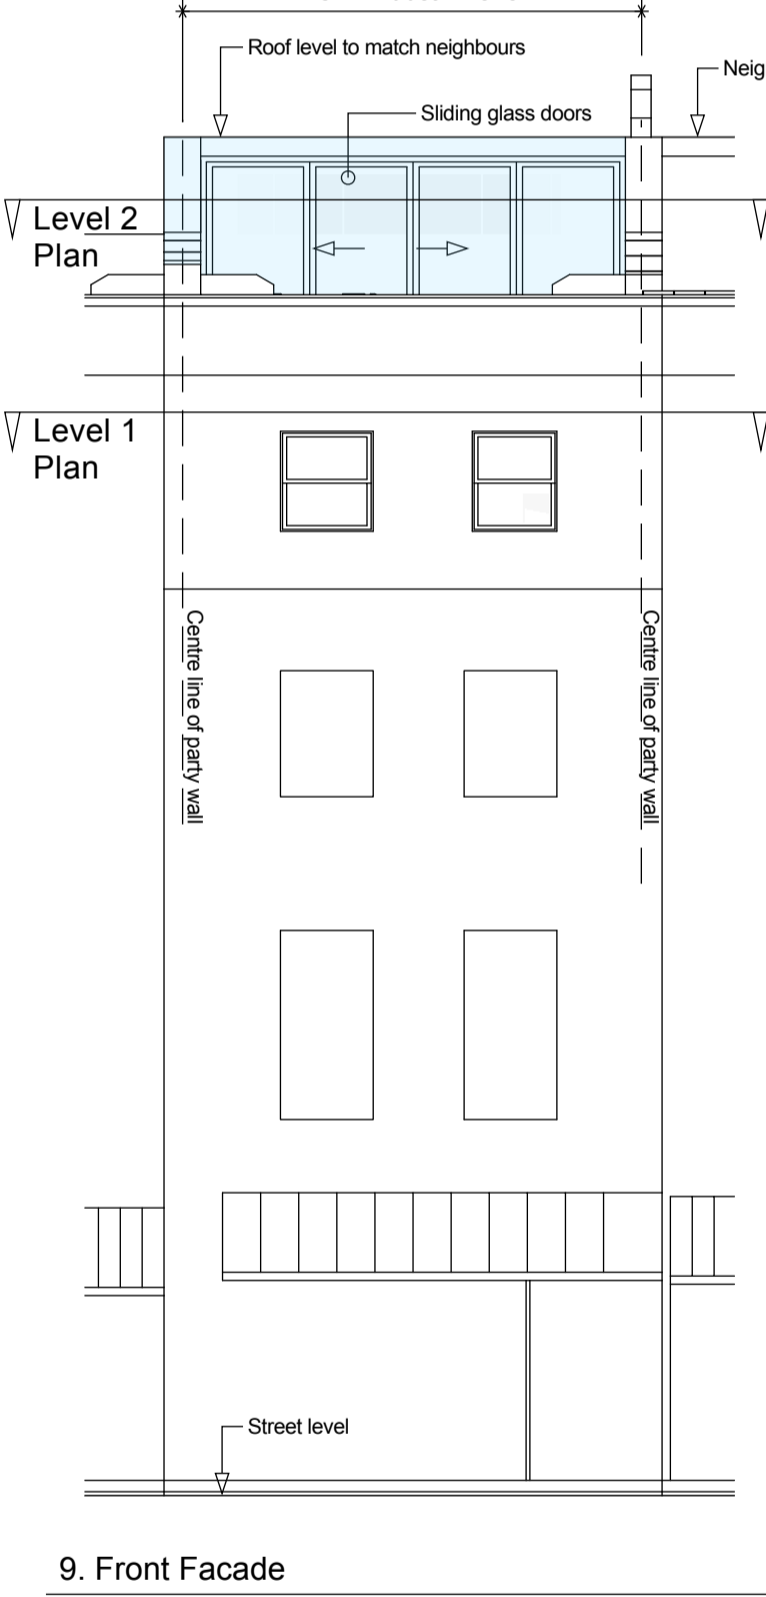 Roof level to match neighbours
Neig
Sliding glass doors
Level 2
Plan
Level 1
Plan
Centre line of party wall
Centre line of party wall
Street level
9. Front Facade